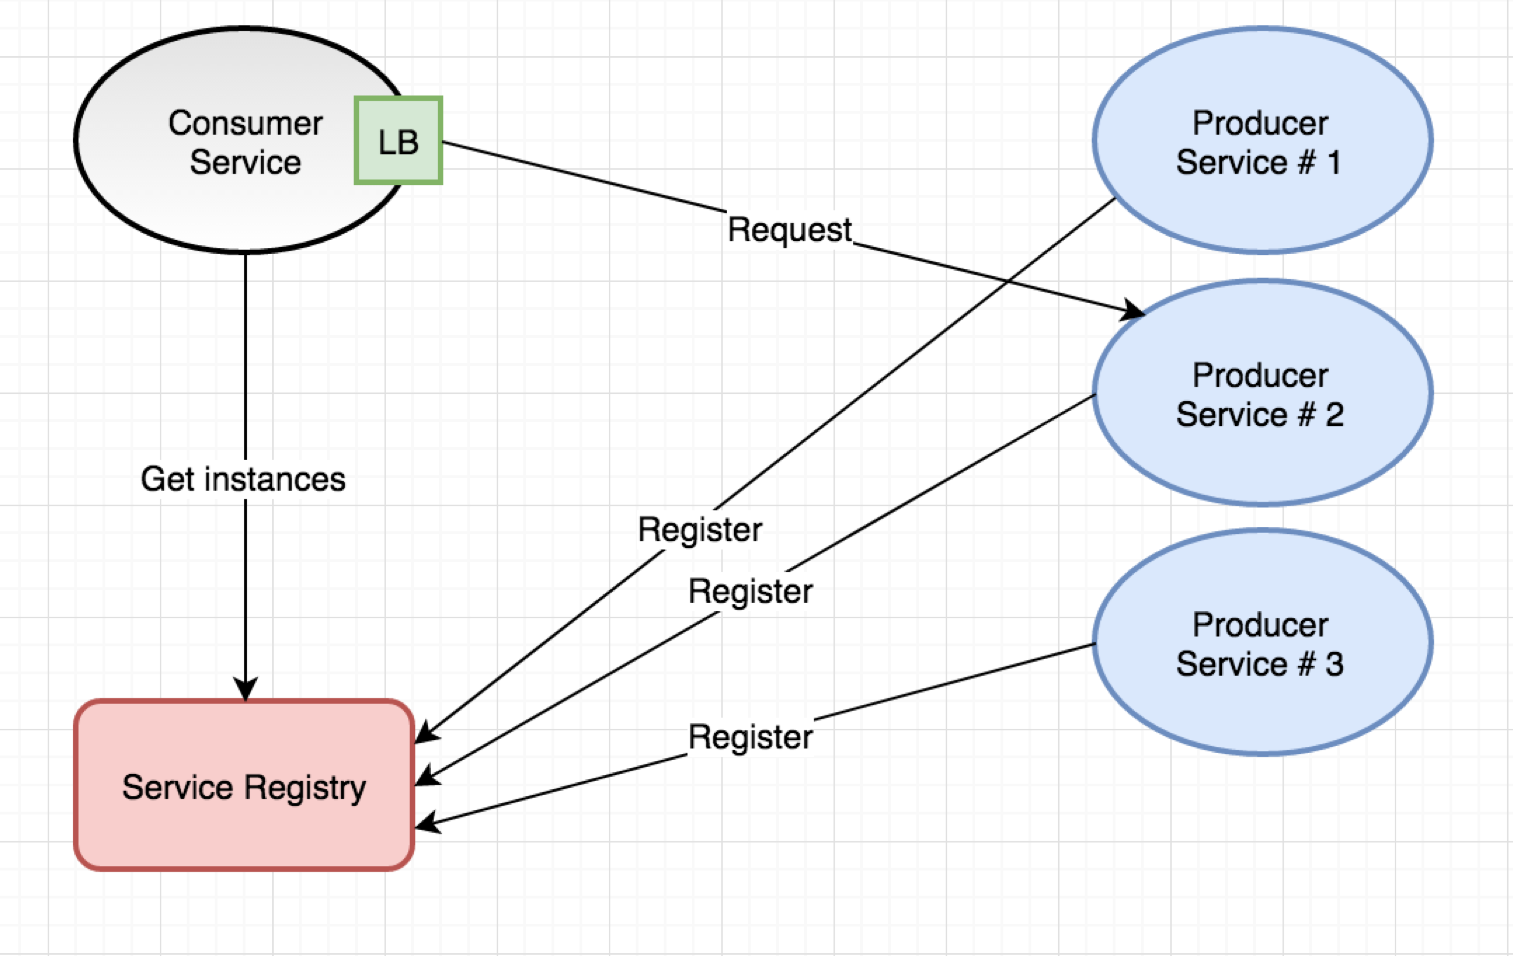 Consumer
Service
LB
Producer
Service # 1
Request
Producer
Service # 2
Get instances
Register
Register
Producer
Service # 3
Register
Service Registry